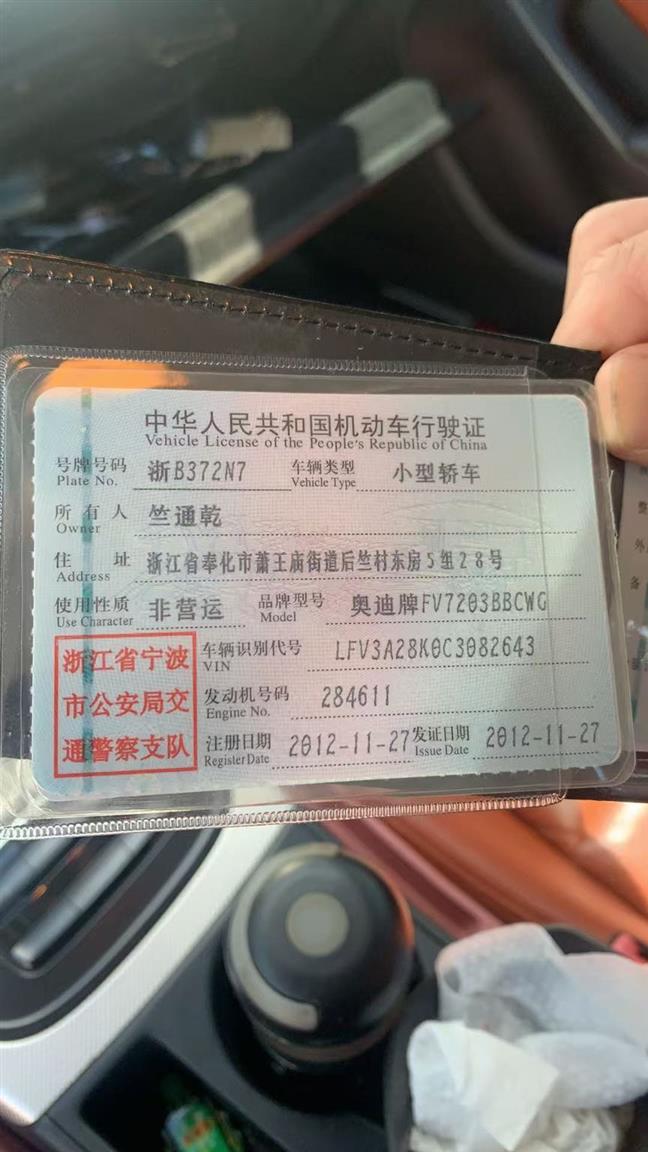 中华人民共和国机动车行驶证
Vehicle License of the People's Republic of China
号牌号码 浙B372N7 车辆类型 小型轿车
Plate No. Vehicle Type
所有人 竺通乾
Owner
住址 浙江省奉化市萧王庙街道后竺村东房5组28号
Address
使用性质 非营运 品牌型号 奥迪牌FV7203BBCWG
Use Character Model
浙江省宁波
市公安局交
通警察支队
车辆识别代号 LFV3A28K0C3082643
VIN
发动机号码 284611
Engine No.
注册日期 2012-11-27 发证日期 2012-11-27
Register Date Issue Date